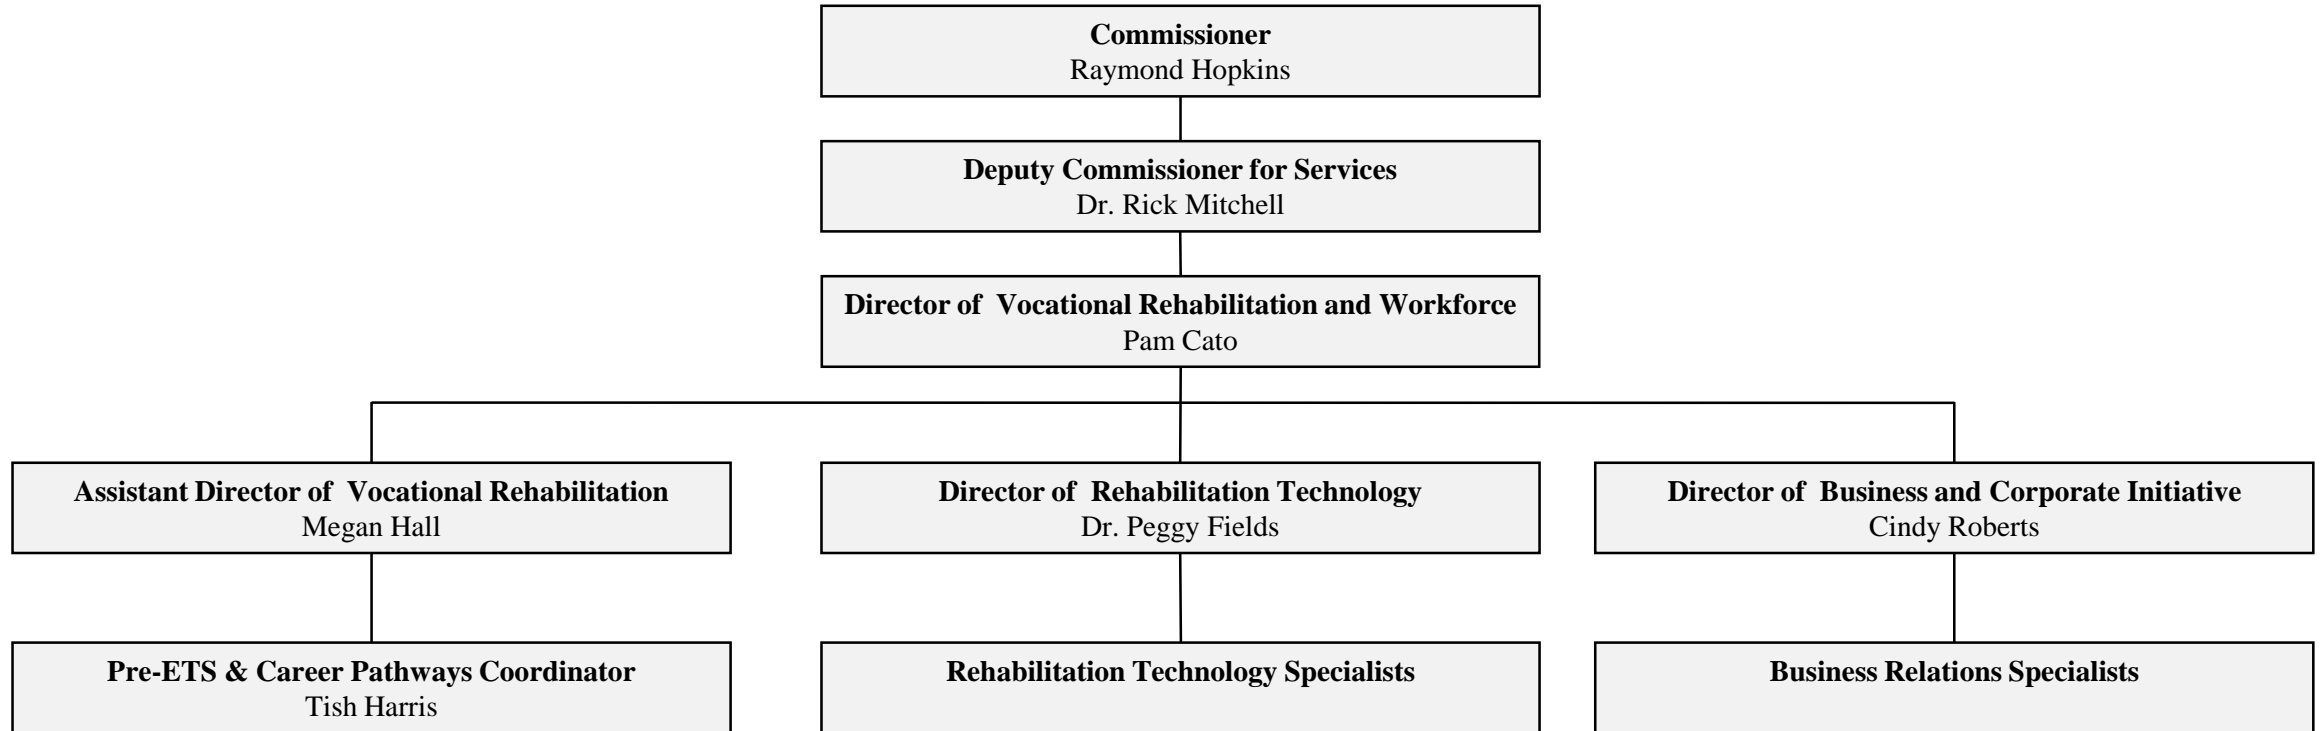 Commissioner
Raymond Hopkins
Deputy Commissioner for Services
Dr. Rick Mitchell
Director of  Vocational Rehabilitation and Workforce
Pam Cato
Assistant Director of  Vocational Rehabilitation
Megan Hall
Director of  Rehabilitation Technology
Dr. Peggy Fields
Director of  Business and Corporate Initiative
Cindy Roberts
Pre-ETS & Career Pathways Coordinator
Tish Harris
Rehabilitation Technology Specialists
Business Relations Specialists